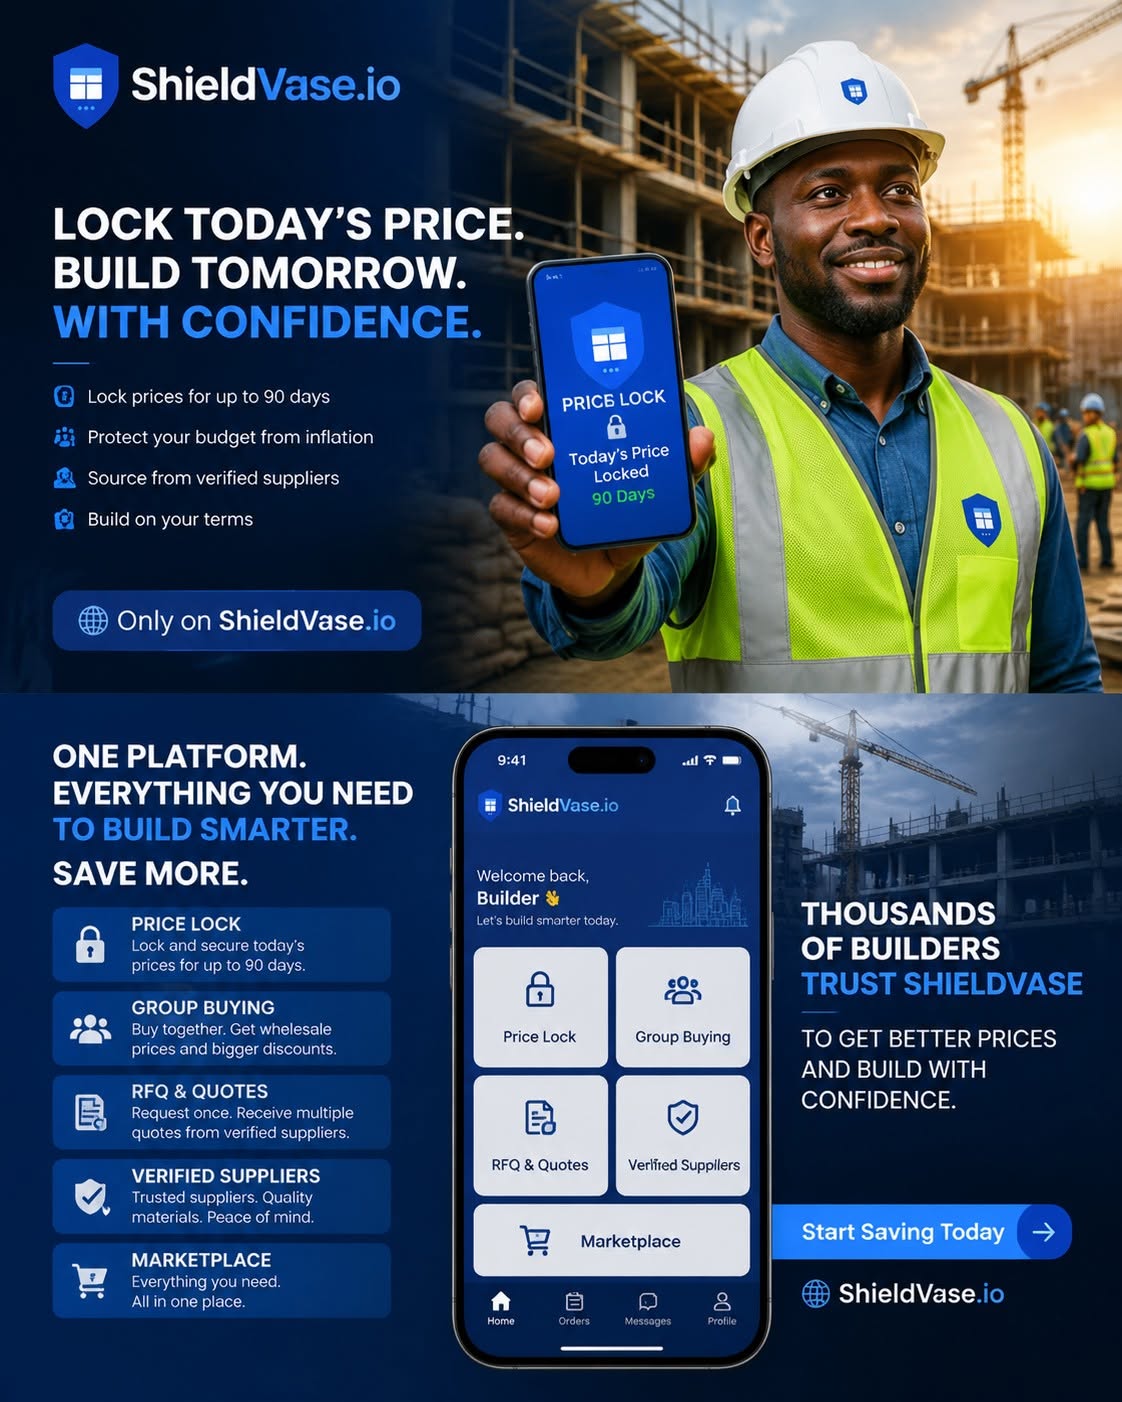 ShieldVase.io
LOCK TODAY'S PRICE.
BUILD TOMORROW.
WITH CONFIDENCE.
Lock prices for up to 90 days
Protect your budget from inflation
Source from verified suppliers
Build on your terms
Only on ShieldVase.io
PRICE LOCK
Today's Price
Locked
90 Days
ONE PLATFORM.
EVERYTHING YOU NEED
TO BUILD SMARTER.
SAVE MORE.
PRICE LOCK
Lock and secure today's
prices for up to 90 days.
GROUP BUYING
Buy together. Get wholesale
prices and bigger discounts.
RFQ & QUOTES
Request once. Receive multiple
quotes from verified suppliers.
VERIFIED SUPPLIERS
Trusted suppliers. Quality
materials. Peace of mind.
MARKETPLACE
Everything you need.
All in one place.
9:41
ShieldVase.io
Welcome back,
Builder 👋
Let's build smarter today.
Price Lock
Group Buying
RFQ & Quotes
Verified Suppliers
Marketplace
Home
Orders
Messages
Profile
THOUSANDS
OF BUILDERS
TRUST SHIELDVASE
TO GET BETTER PRICES
AND BUILD WITH
CONFIDENCE.
Start Saving Today
ShieldVase.io